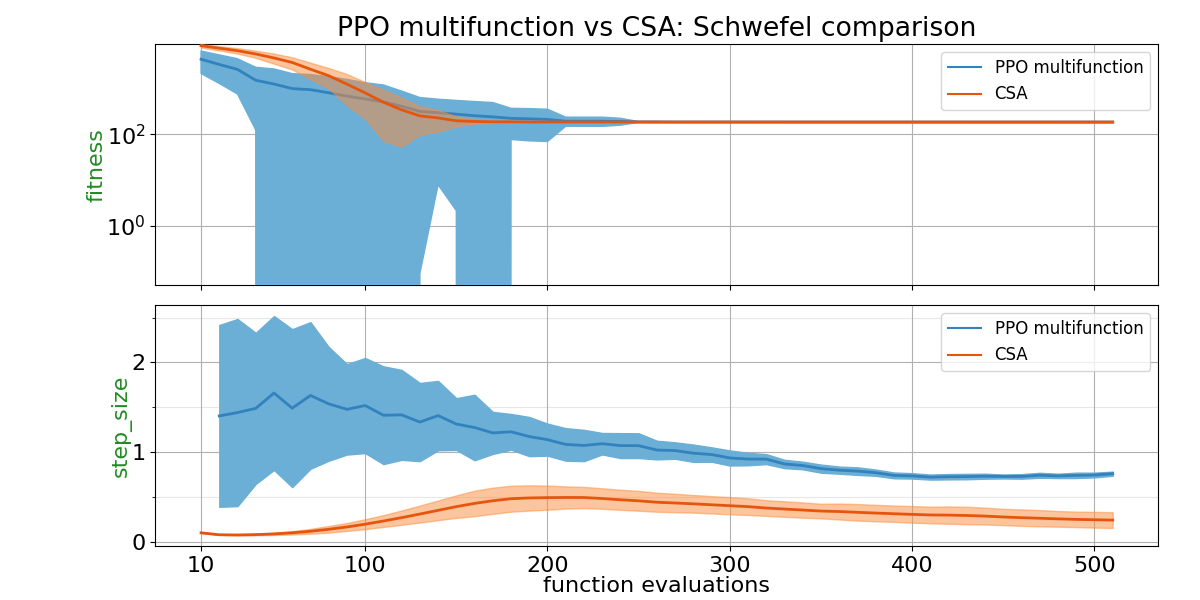 PPO multifunction vs CSA: Schwefel comparison
fitness
10²
10⁰
PPO multifunction
CSA
step_size
2
1
0
PPO multifunction
CSA
10 100 200 300 400 500
function evaluations